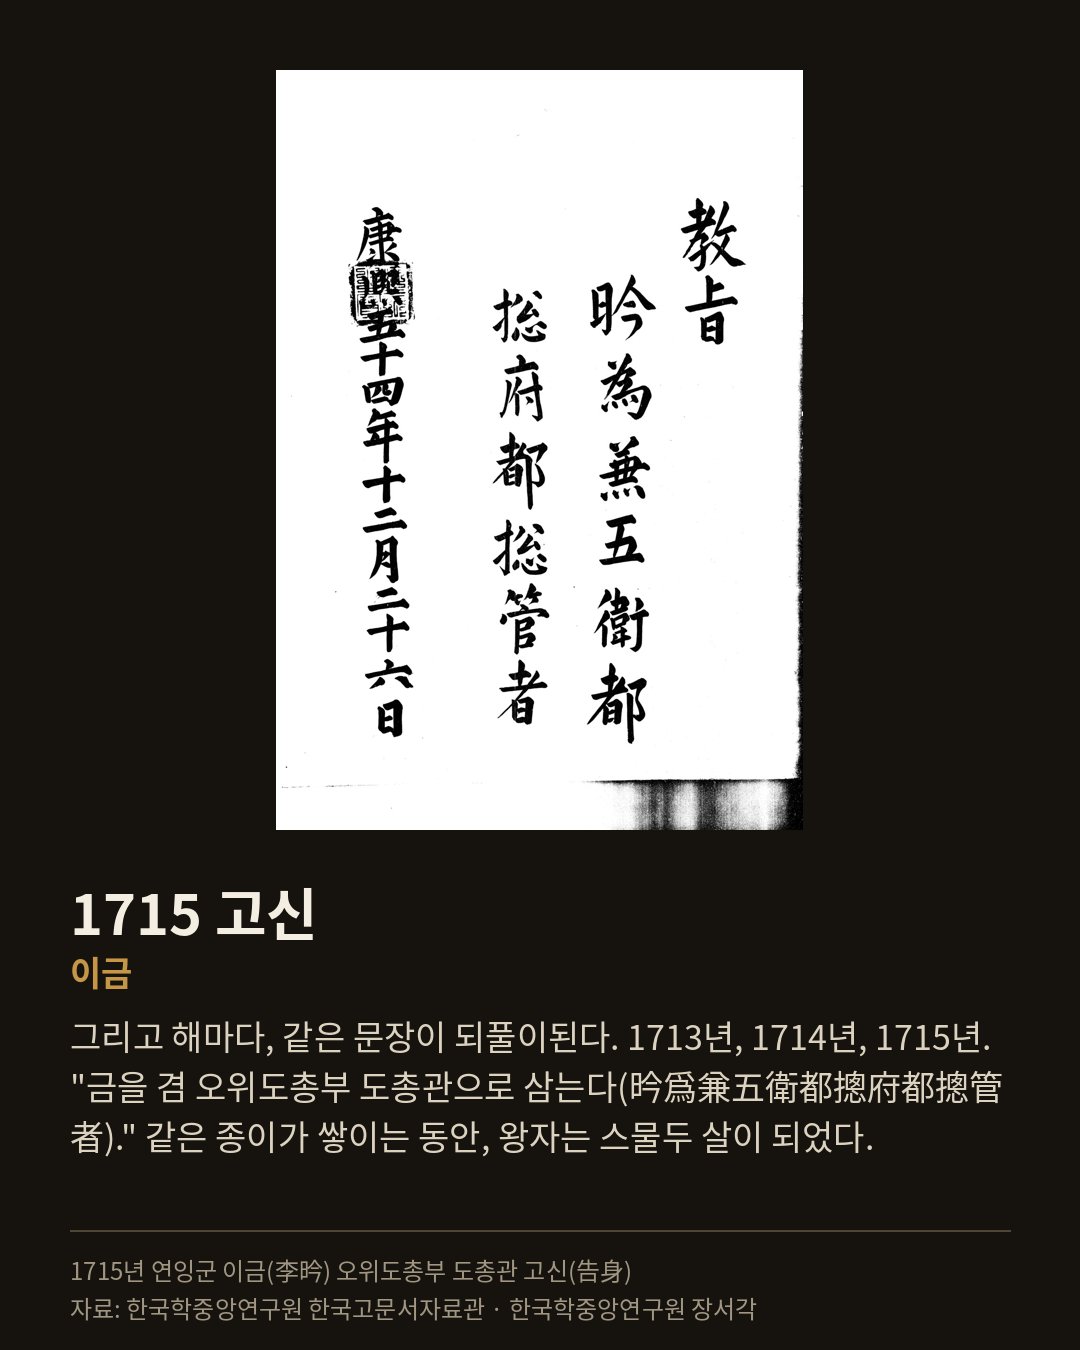 教旨
昑為兼五衛都
摠府都摠管者
康熙五十四年十二月二十六日
1715 고신
이금
그리고 해마다, 같은 문장이 되풀이된다. 1713년, 1714년, 1715년.
"금을 겸 오위도총부 도총관으로 삼는다(昑爲兼五衛都摠府都摠管
者)." 같은 종이가 쌓이는 동안, 왕자는 스물두 살이 되었다.
1715년 연잉군 이금(李昑) 오위도총부 도총관 고신(告身)
자료: 한국학중앙연구원 한국고문서자료관 · 한국학중앙연구원 장서각